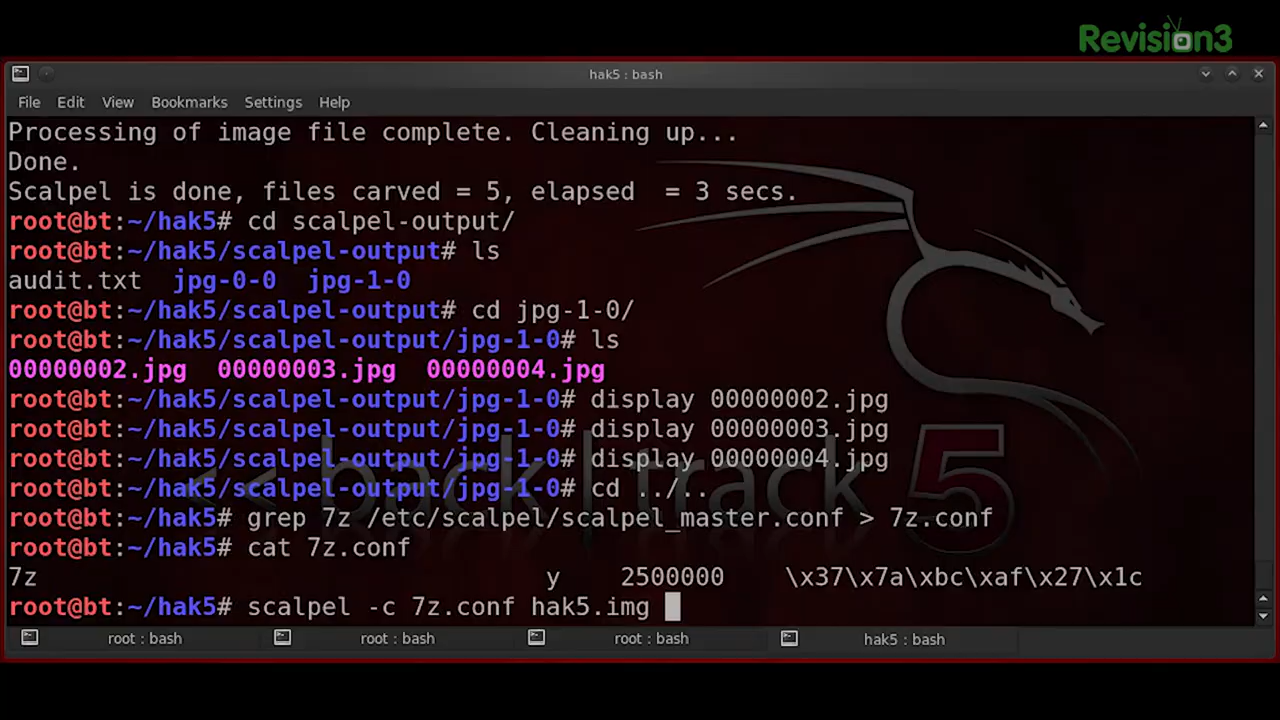 Revision3
hak5 : bash
File Edit View Bookmarks Settings Help
Processing of image file complete. Cleaning up...
Done.
Scalpel is done, files carved = 5, elapsed  = 3 secs.
root@bt:~/hak5# cd scalpel-output/
root@bt:~/hak5/scalpel-output# ls
audit.txt  jpg-0-0  jpg-1-0
root@bt:~/hak5/scalpel-output# cd jpg-1-0/
root@bt:~/hak5/scalpel-output/jpg-1-0# ls
00000002.jpg  00000003.jpg  00000004.jpg
root@bt:~/hak5/scalpel-output/jpg-1-0# display 00000002.jpg
root@bt:~/hak5/scalpel-output/jpg-1-0# display 00000003.jpg
root@bt:~/hak5/scalpel-output/jpg-1-0# display 00000004.jpg
root@bt:~/hak5/scalpel-output/jpg-1-0# cd ../..
<< back | track 5
root@bt:~/hak5# grep 7z /etc/scalpel/scalpel_master.conf > 7z.conf
root@bt:~/hak5# cat 7z.conf
7z y 2500000 \x37\x7a\xbc\xaf\x27\x1c
root@bt:~/hak5# scalpel -c 7z.conf hak5.img
root : bash root : bash root : bash hak5 : bash